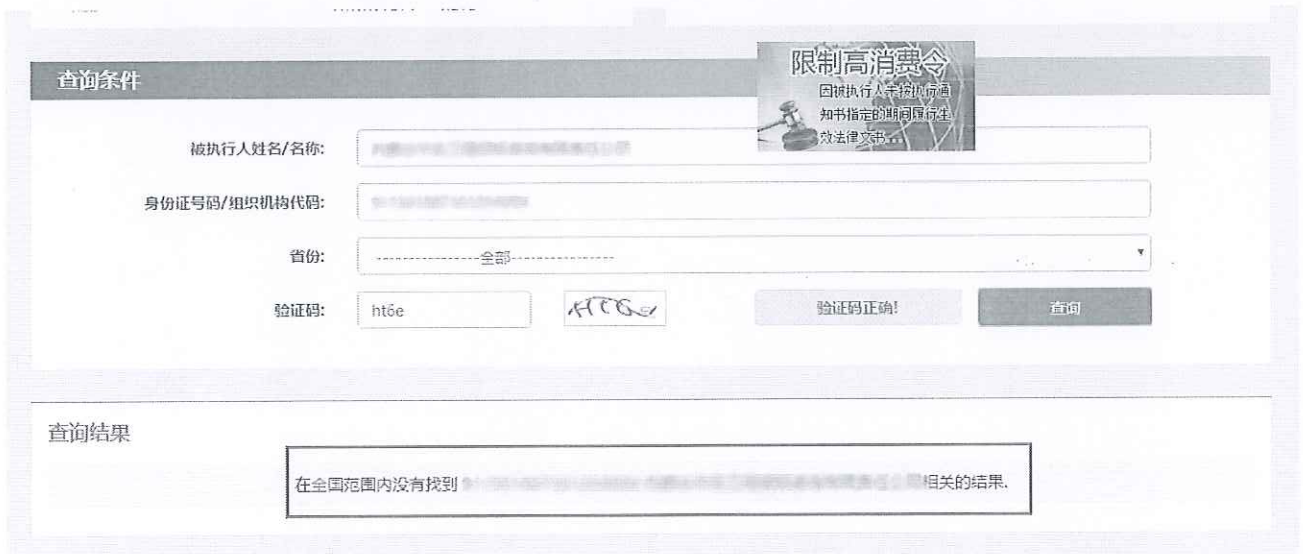 限制高消费令
因被执行人未按执行通
知书指定的期间履行生
效法律文书...
查询条件
被执行人姓名/名称:
身份证号码/组织机构代码:
省份: -----------------全部-----------------
验证码: ht6e 验证码正确! 查询
查询结果
在全国范围内没有找到 相关的结果.